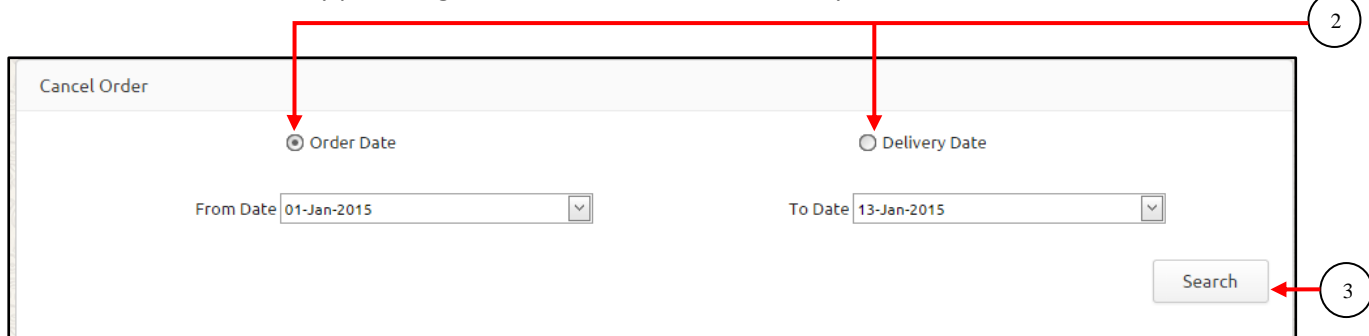 2
Cancel Order
Order Date Delivery Date
From Date 01-Jan-2015 To Date 13-Jan-2015
Search
3